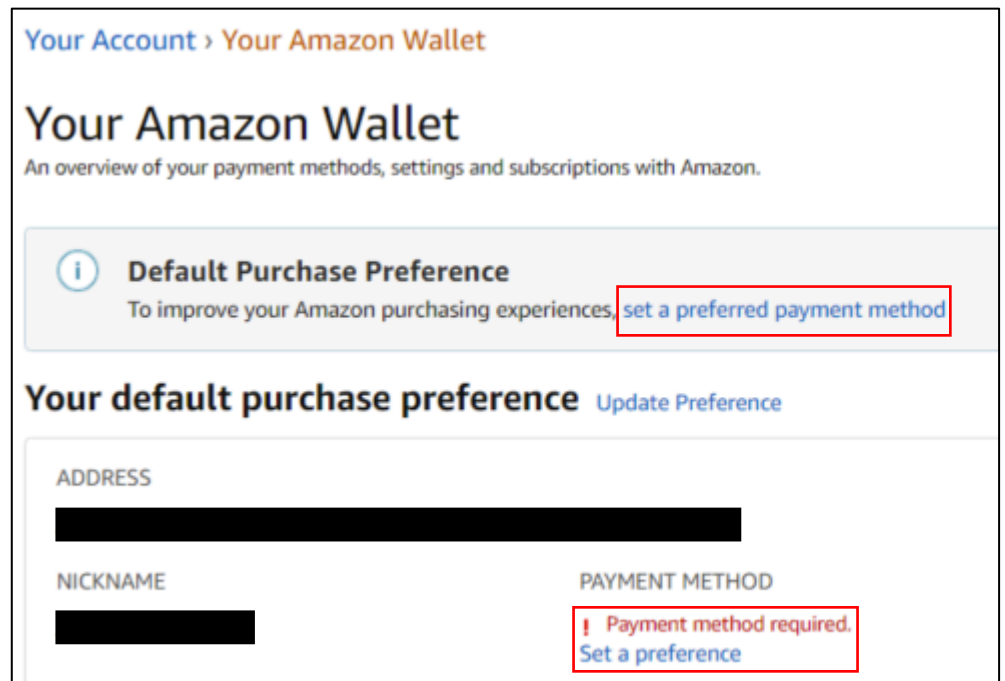 Your Account › Your Amazon Wallet
Your Amazon Wallet
An overview of your payment methods, settings and subscriptions with Amazon.
i
Default Purchase Preference
To improve your Amazon purchasing experiences, set a preferred payment method
Your default purchase preference Update Preference
ADDRESS
NICKNAME
PAYMENT METHOD
! Payment method required.
Set a preference